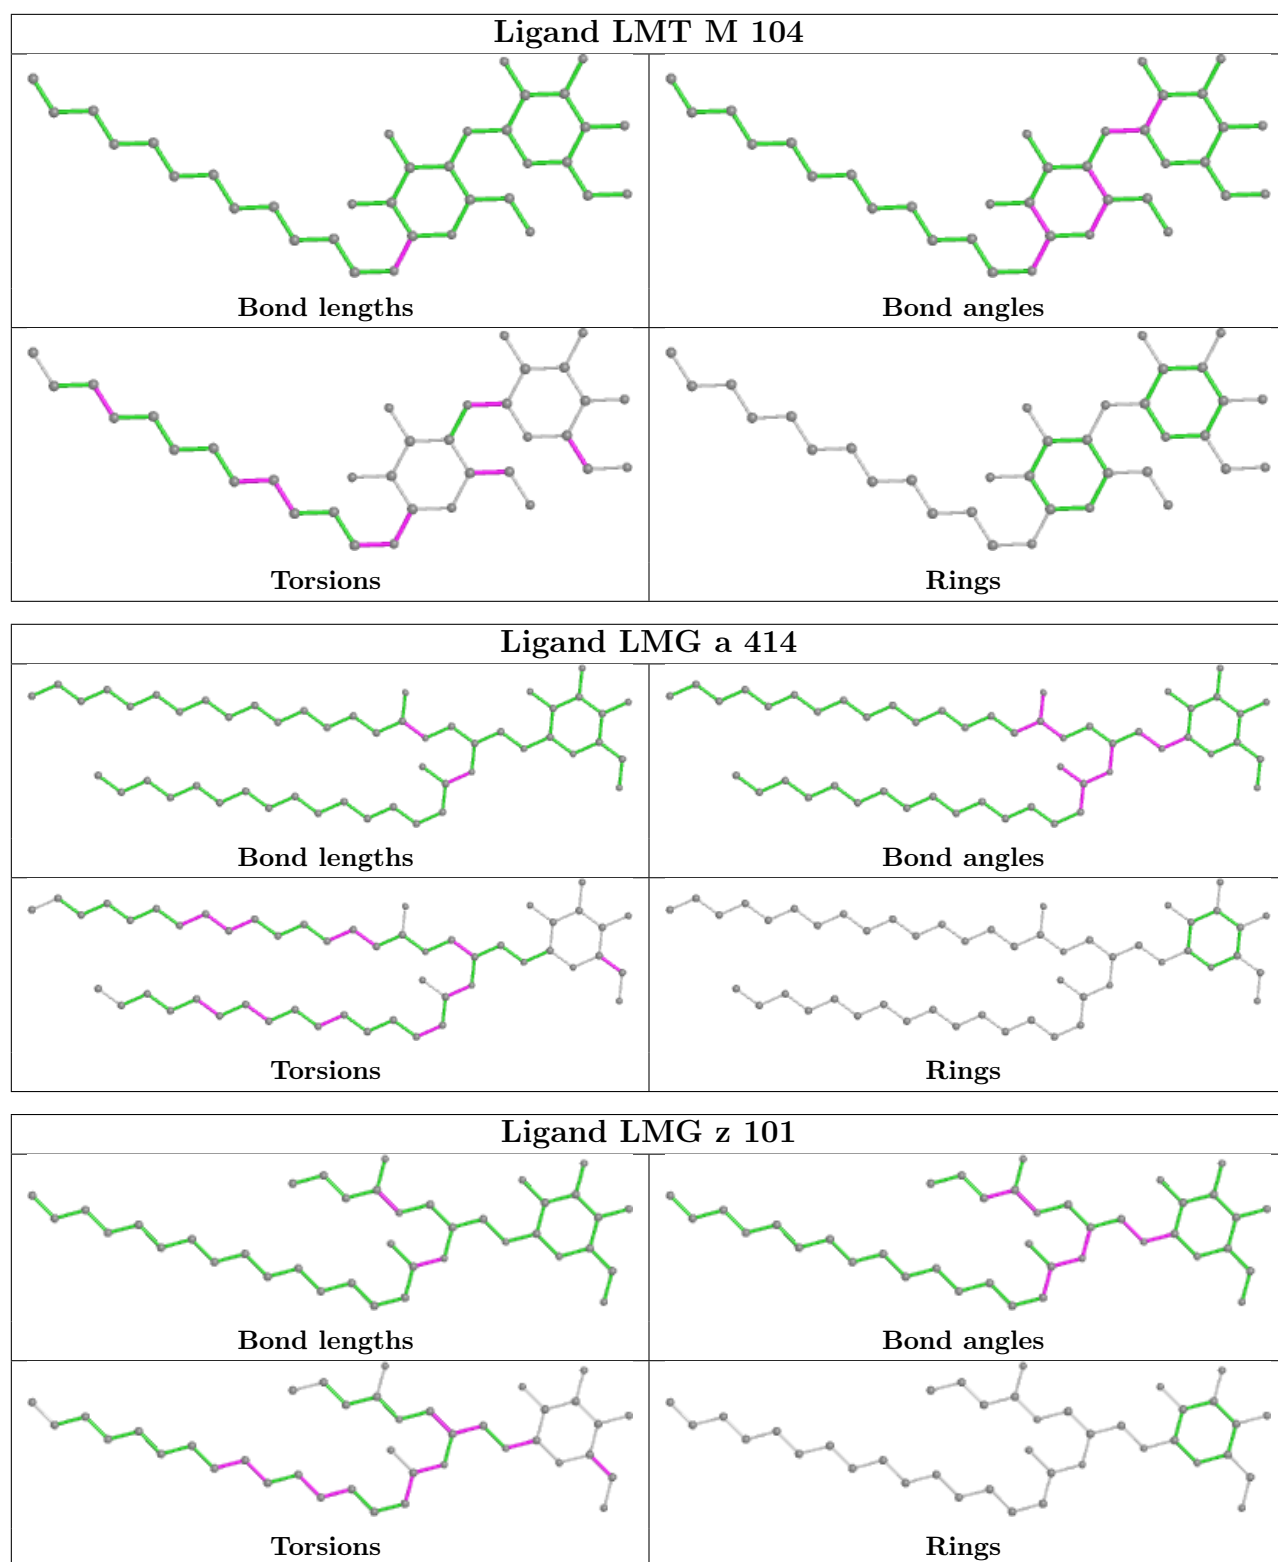 Ligand LMT M 104
Bond lengths
Bond angles
Torsions
Rings
Ligand LMG a 414
Bond lengths
Bond angles
Torsions
Rings
Ligand LMG z 101
Bond lengths
Bond angles
Torsions
Rings